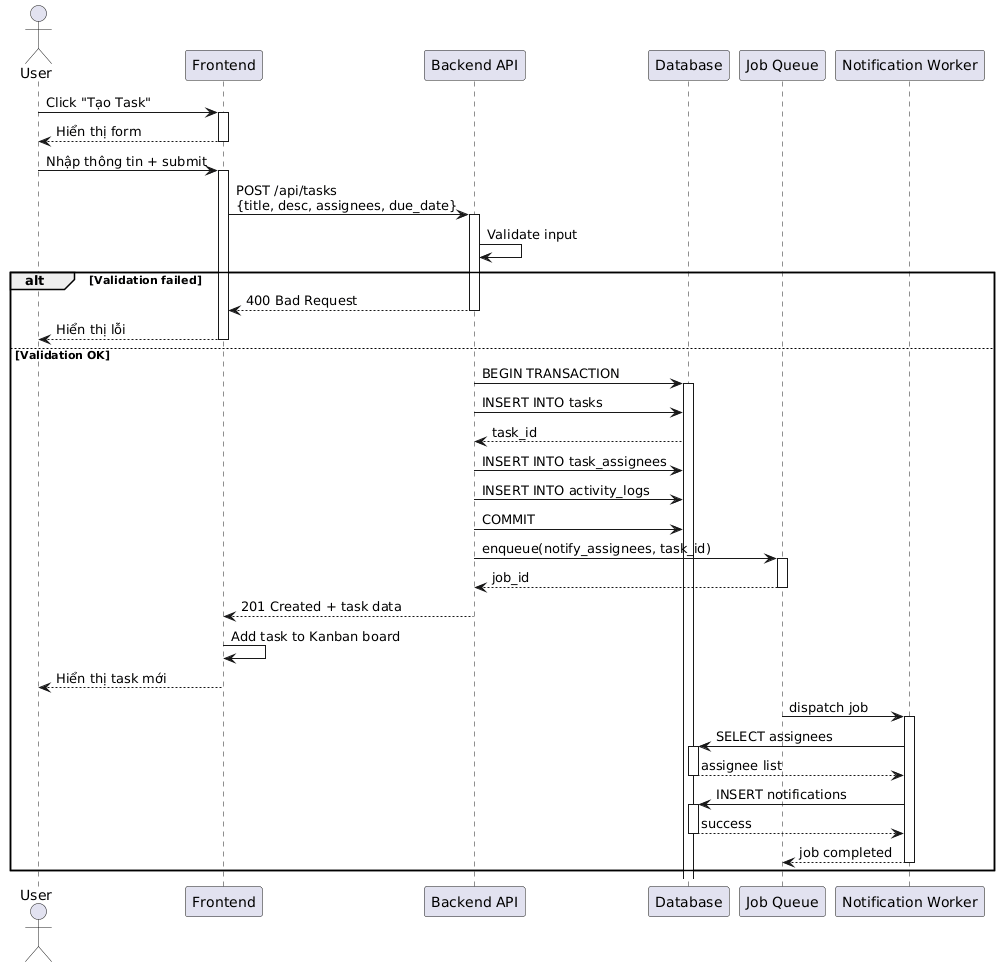 User
Frontend
Backend API
Database
Job Queue
Notification Worker
Click "Tạo Task"
Hiển thị form
Nhập thông tin + submit
POST /api/tasks
{title, desc, assignees, due_date}
Validate input
alt
[Validation failed]
400 Bad Request
Hiển thị lỗi
[Validation OK]
BEGIN TRANSACTION
INSERT INTO tasks
task_id
INSERT INTO task_assignees
INSERT INTO activity_logs
COMMIT
enqueue(notify_assignees, task_id)
job_id
201 Created + task data
Add task to Kanban board
Hiển thị task mới
dispatch job
SELECT assignees
assignee list
INSERT notifications
success
job completed
User
Frontend
Backend API
Database
Job Queue
Notification Worker